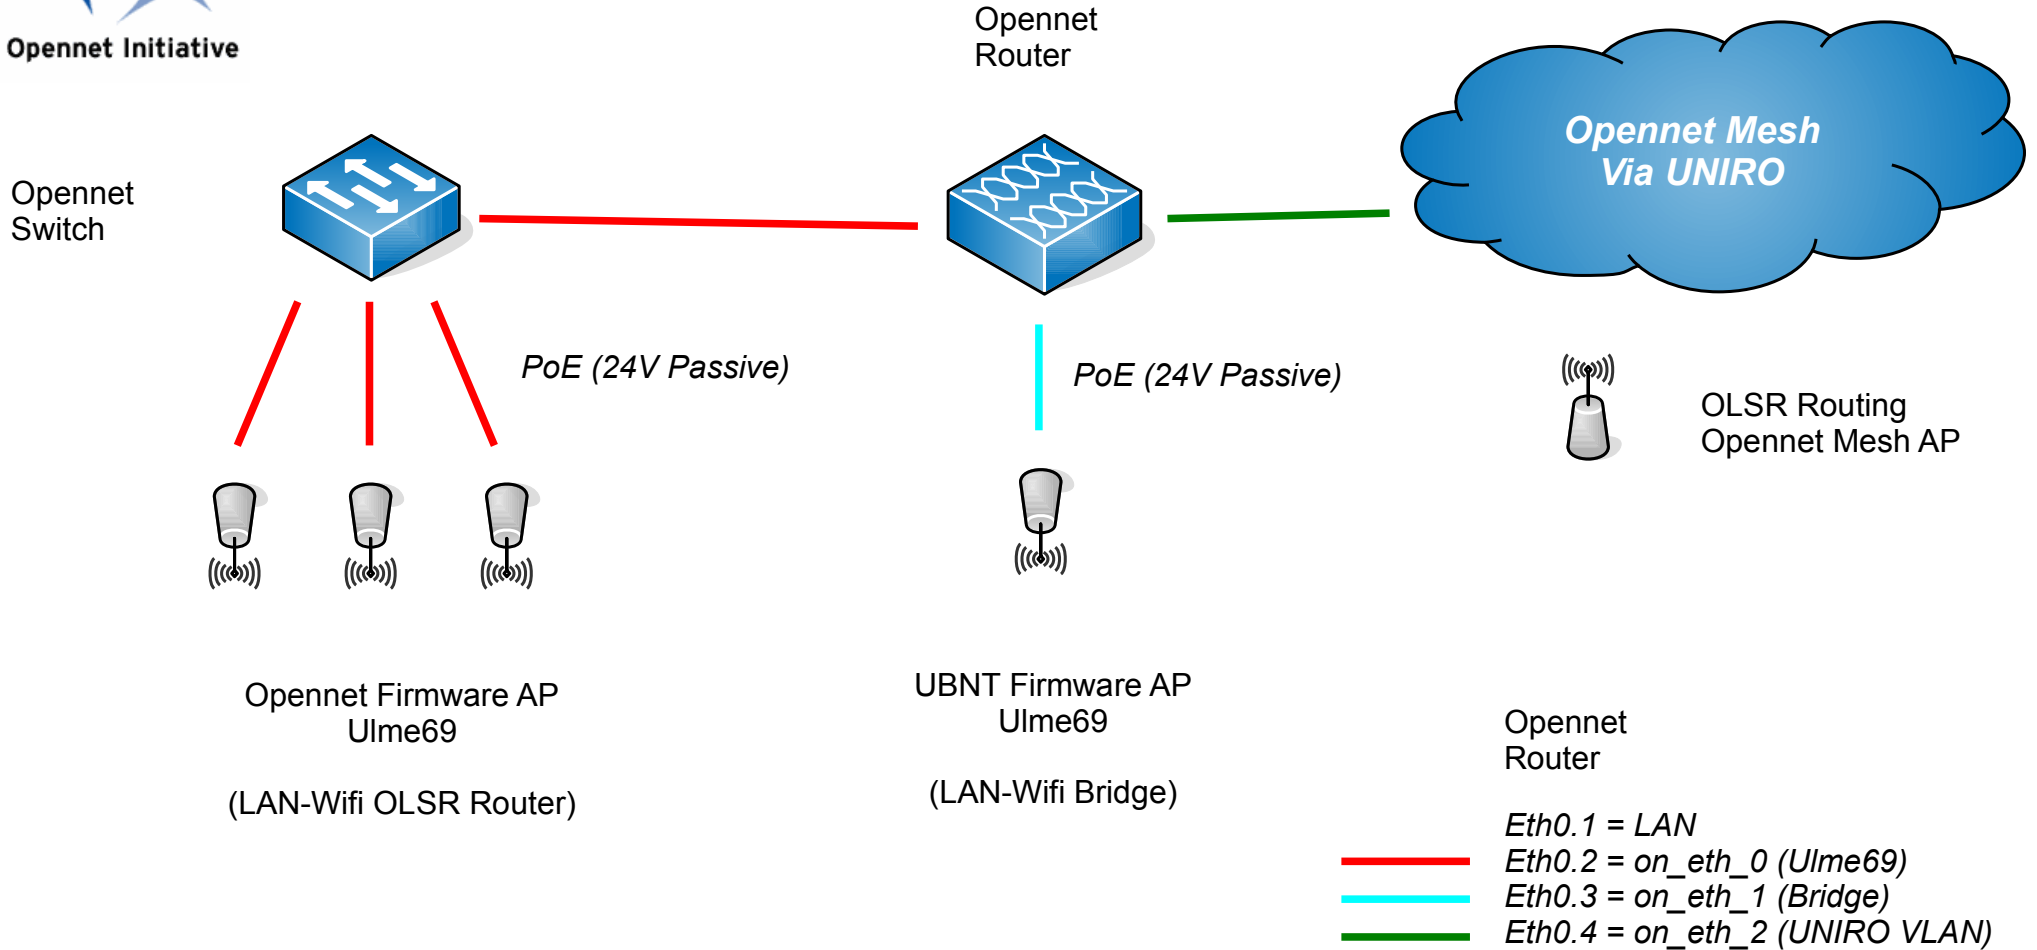 Opennet Initiative
Opennet
Router
Opennet Mesh
Via UNIRO
Opennet
Switch
PoE (24V Passive)
PoE (24V Passive)
OLSR Routing
Opennet Mesh AP
Opennet Firmware AP
Ulme69
(LAN-Wifi OLSR Router)
UBNT Firmware AP
Ulme69
(LAN-Wifi Bridge)
Opennet
Router
Eth0.1 = LAN
Eth0.2 = on_eth_0 (Ulme69)
Eth0.3 = on_eth_1 (Bridge)
Eth0.4 = on_eth_2 (UNIRO VLAN)